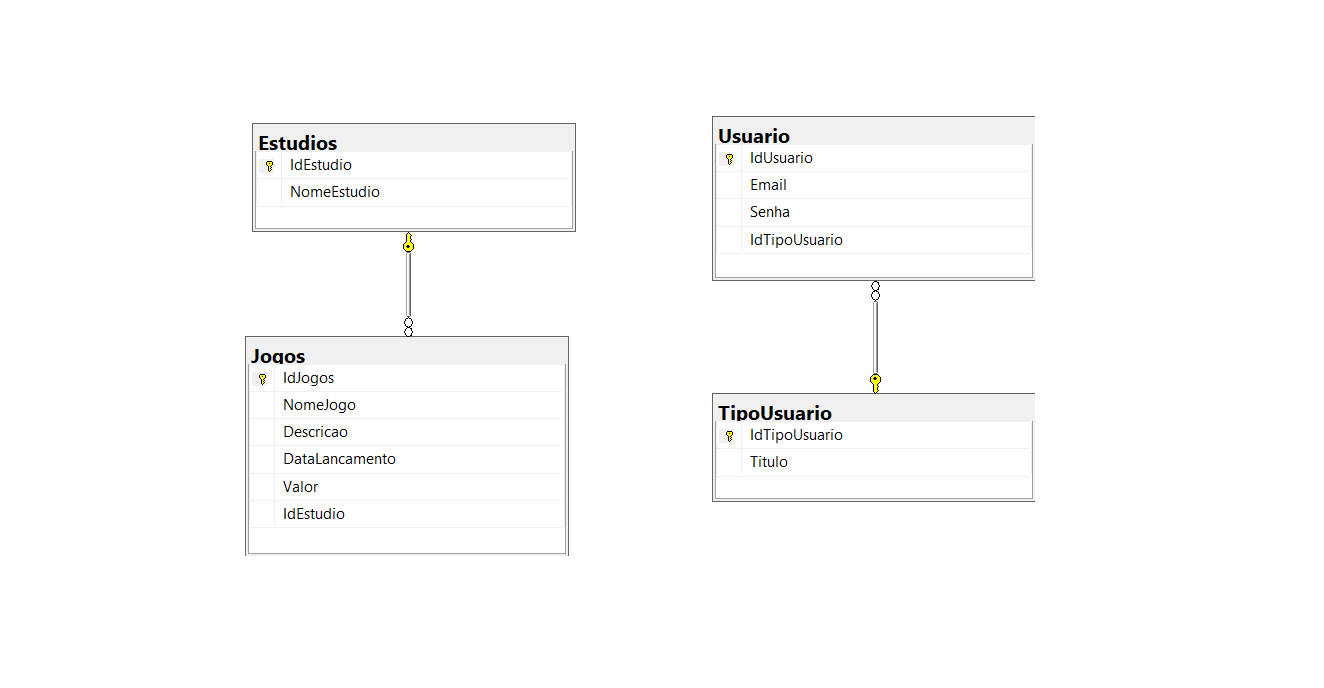 Estudios
IdEstudio
NomeEstudio
Jogos
IdJogos
NomeJogo
Descricao
DataLancamento
Valor
IdEstudio
Usuario
IdUsuario
Email
Senha
IdTipoUsuario
TipoUsuario
IdTipoUsuario
Titulo